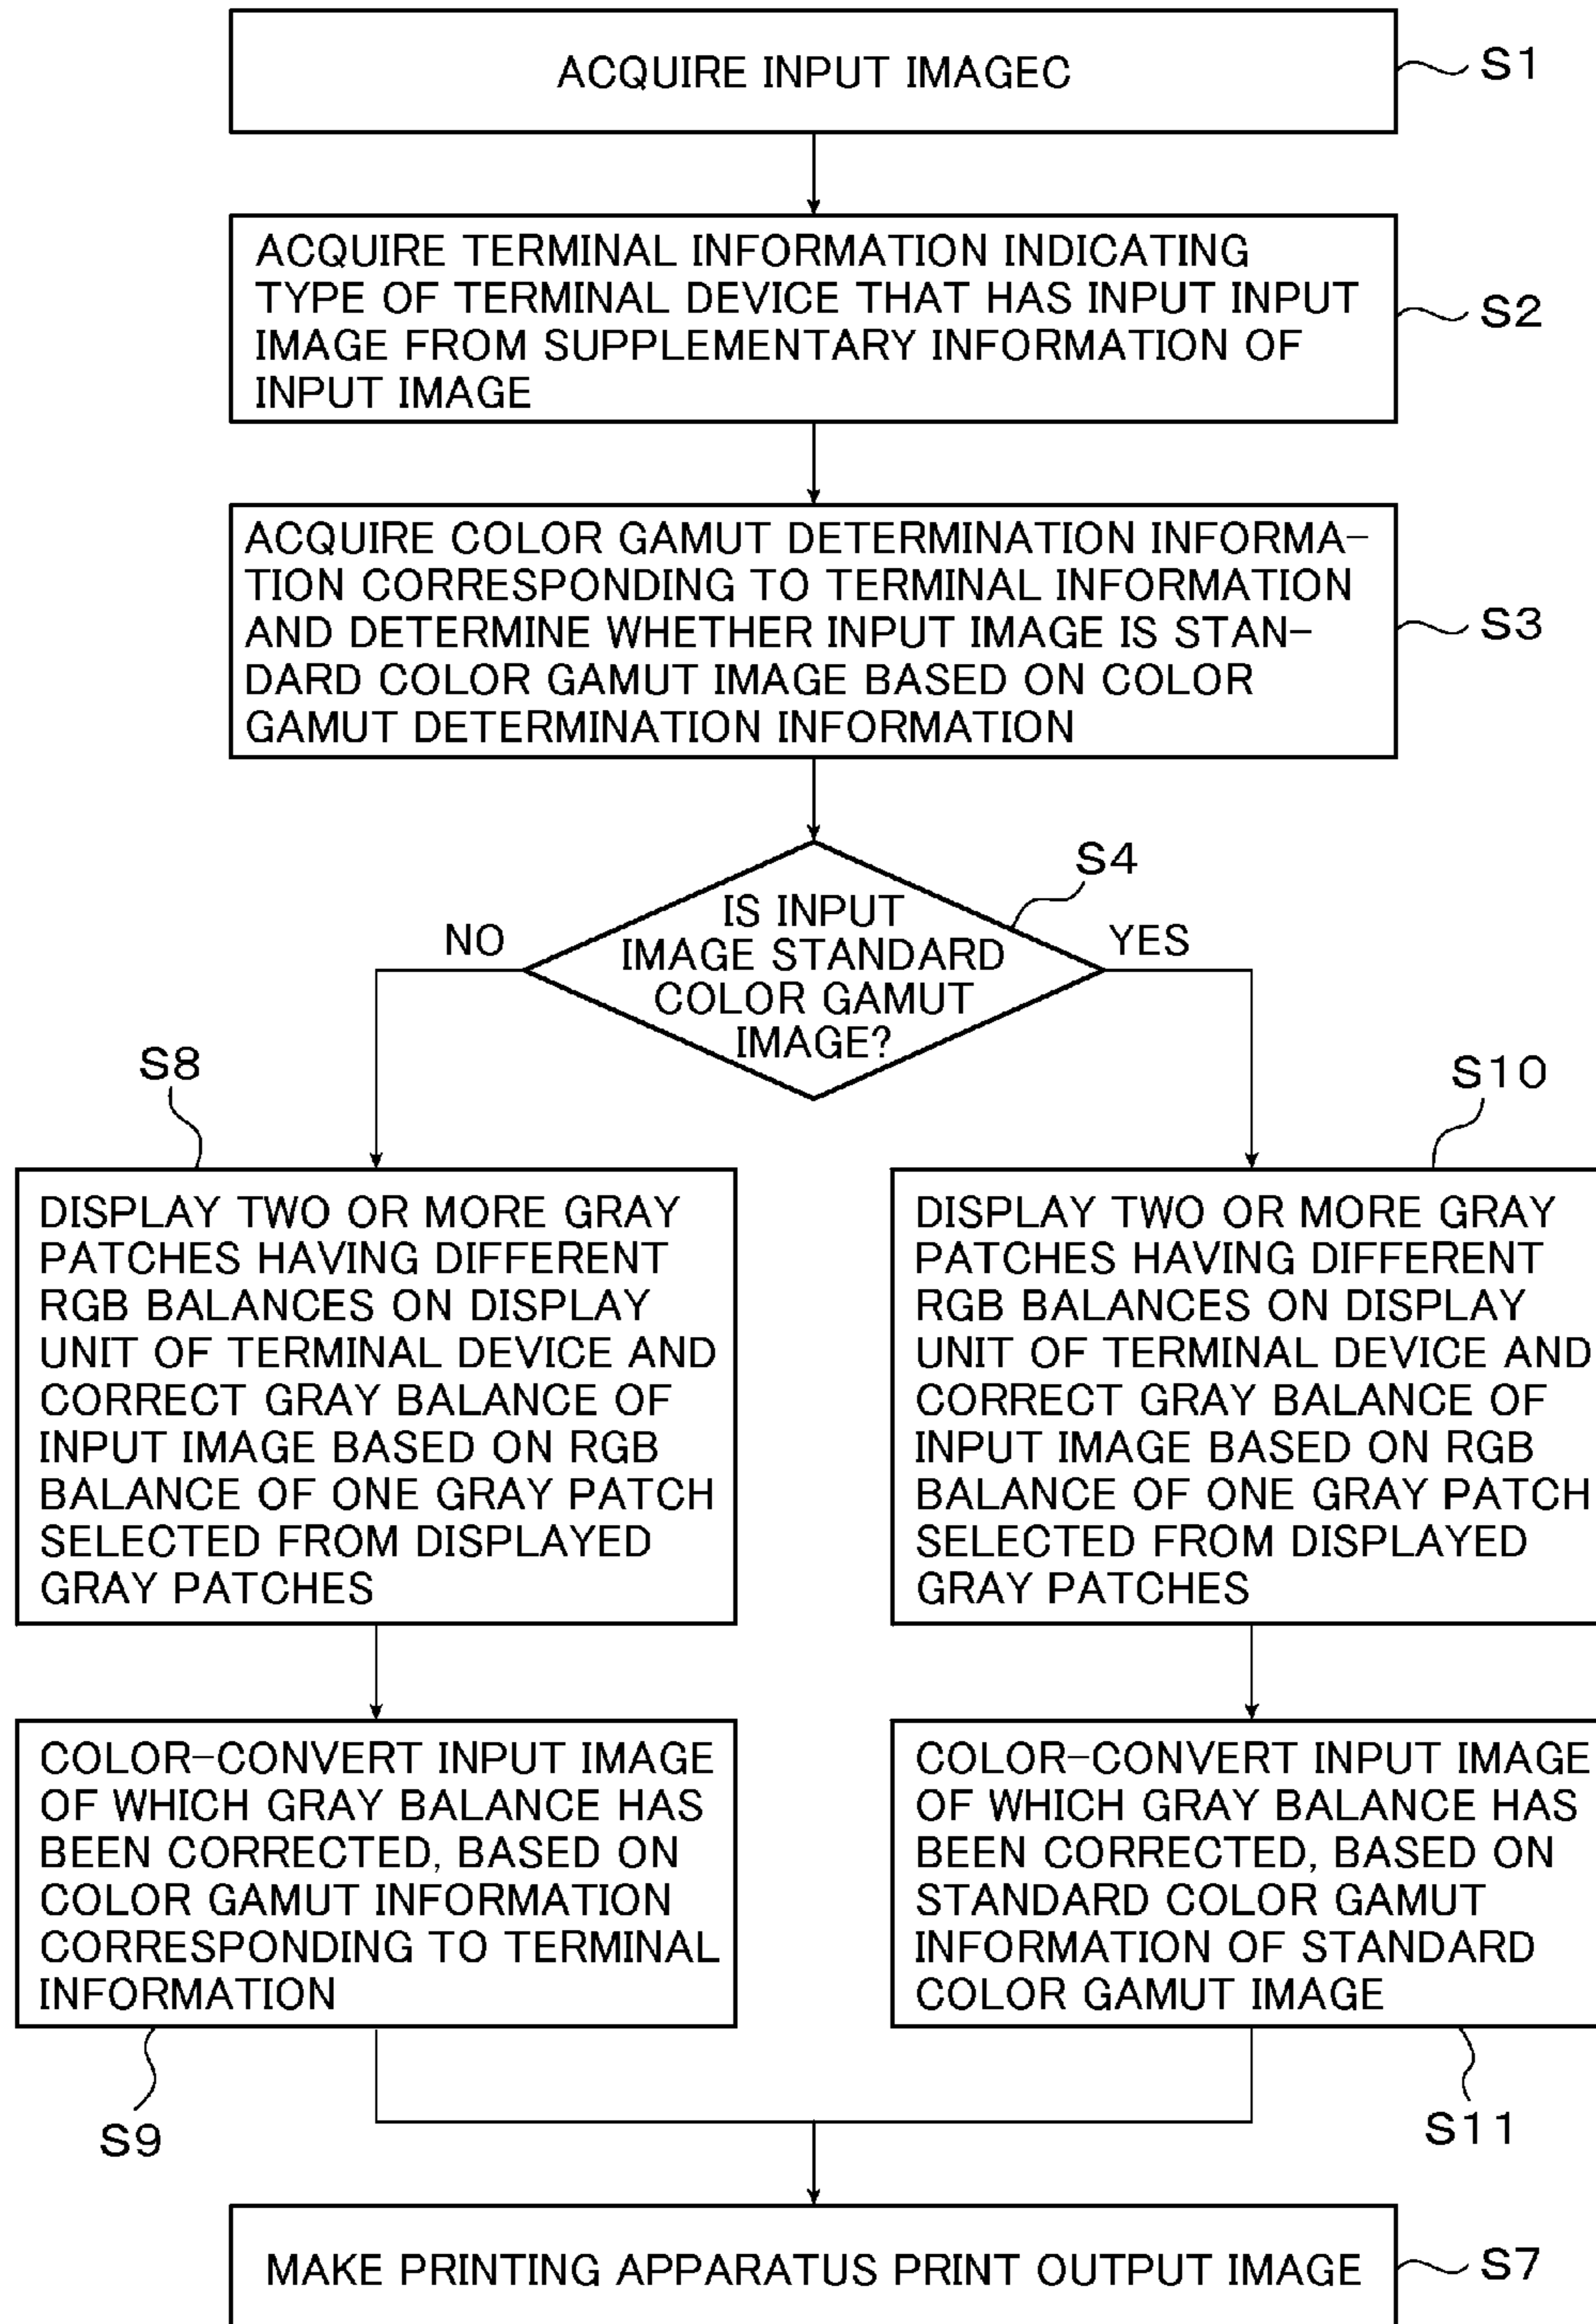 ACQUIRE INPUT IMAGEC
S1
ACQUIRE TERMINAL INFORMATION INDICATING
TYPE OF TERMINAL DEVICE THAT HAS INPUT INPUT
IMAGE FROM SUPPLEMENTARY INFORMATION OF
INPUT IMAGE
S2
ACQUIRE COLOR GAMUT DETERMINATION INFORMA-
TION CORRESPONDING TO TERMINAL INFORMATION
AND DETERMINE WHETHER INPUT IMAGE IS STAN-
DARD COLOR GAMUT IMAGE BASED ON COLOR
GAMUT DETERMINATION INFORMATION
S3
S4
IS INPUT
IMAGE STANDARD
COLOR GAMUT
IMAGE?
NO
YES
S8
DISPLAY TWO OR MORE GRAY
PATCHES HAVING DIFFERENT
RGB BALANCES ON DISPLAY
UNIT OF TERMINAL DEVICE AND
CORRECT GRAY BALANCE OF
INPUT IMAGE BASED ON RGB
BALANCE OF ONE GRAY PATCH
SELECTED FROM DISPLAYED
GRAY PATCHES
S10
DISPLAY TWO OR MORE GRAY
PATCHES HAVING DIFFERENT
RGB BALANCES ON DISPLAY
UNIT OF TERMINAL DEVICE AND
CORRECT GRAY BALANCE OF
INPUT IMAGE BASED ON RGB
BALANCE OF ONE GRAY PATCH
SELECTED FROM DISPLAYED
GRAY PATCHES
COLOR-CONVERT INPUT IMAGE
OF WHICH GRAY BALANCE HAS
BEEN CORRECTED, BASED ON
COLOR GAMUT INFORMATION
CORRESPONDING TO TERMINAL
INFORMATION
S9
COLOR-CONVERT INPUT IMAGE
OF WHICH GRAY BALANCE HAS
BEEN CORRECTED, BASED ON
STANDARD COLOR GAMUT
INFORMATION OF STANDARD
COLOR GAMUT IMAGE
S11
MAKE PRINTING APPARATUS PRINT OUTPUT IMAGE
S7